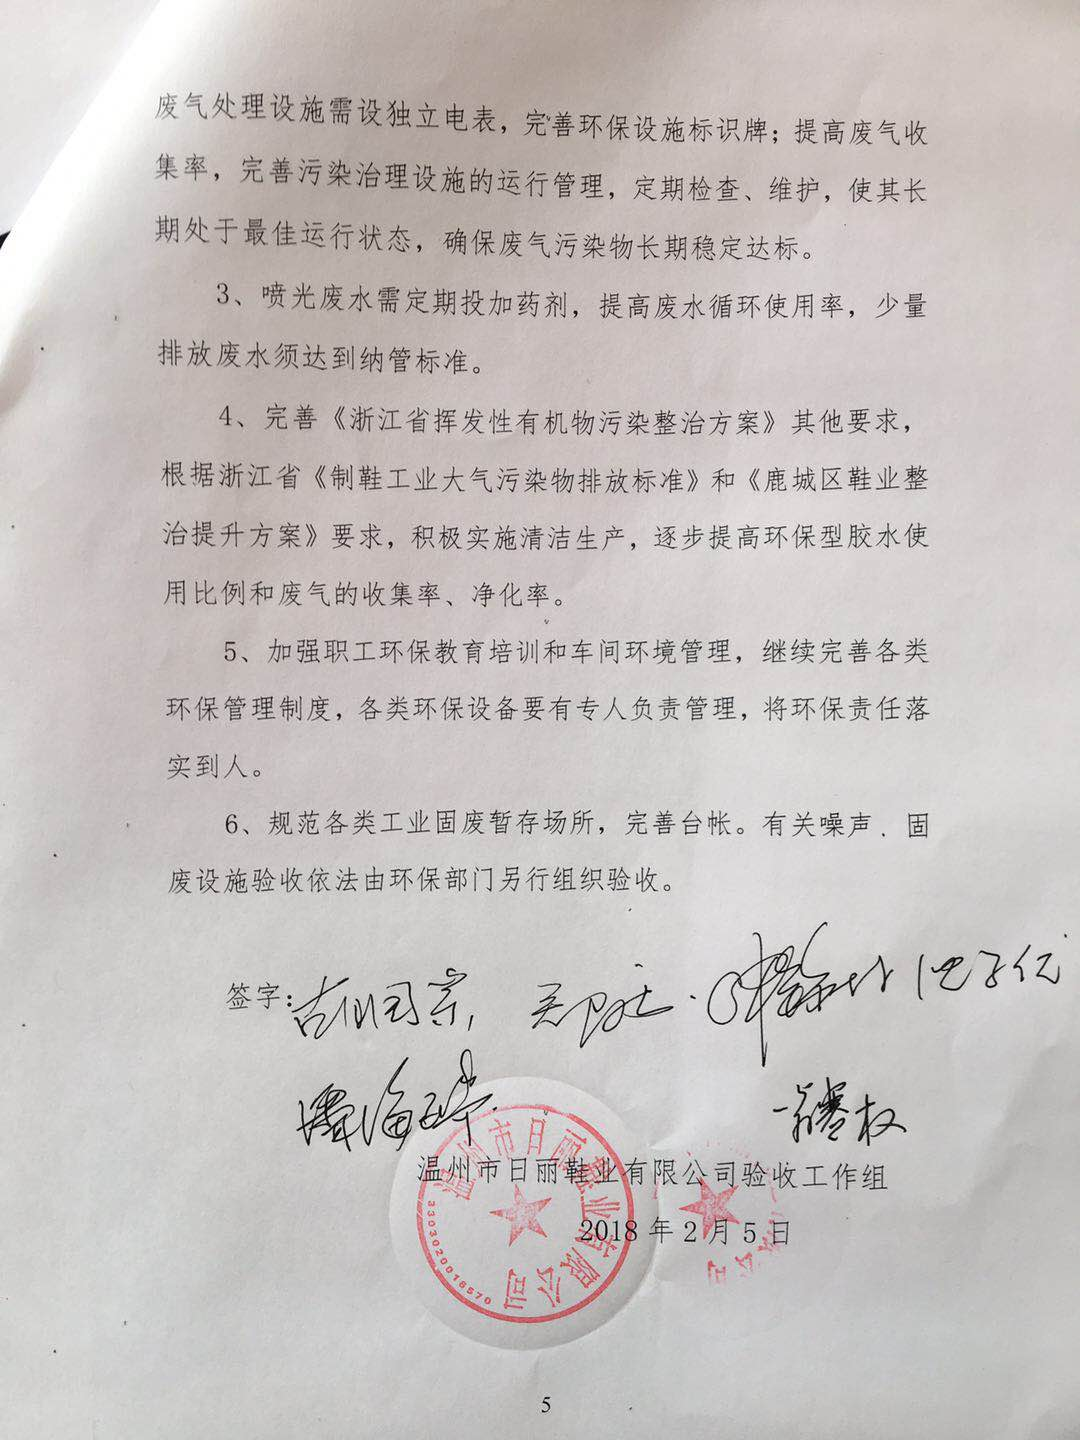 废气处理设施需设独立电表，完善环保设施标识牌；提高废气收
集率，完善污染治理设施的运行管理，定期检查、维护，使其长
期处于最佳运行状态，确保废气污染物长期稳定达标。
3、喷光废水需定期投加药剂，提高废水循环使用率，少量
排放废水须达到纳管标准。
4、完善《浙江省挥发性有机物污染整治方案》其他要求，
根据浙江省《制鞋工业大气污染物排放标准》和《鹿城区鞋业整
治提升方案》要求，积极实施清洁生产，逐步提高环保型胶水使
用比例和废气的收集率、净化率。
5、加强职工环保教育培训和车间环境管理，继续完善各类
环保管理制度，各类环保设备要有专人负责管理，将环保责任落
实到人。
6、规范各类工业固废暂存场所，完善台帐。有关噪声．固
废设施验收依法由环保部门另行组织验收。
签字：
温州市日丽鞋业有限公司
3303020018570
温州市日丽鞋业有限公司验收工作组
2018 年 2 月 5 日
5